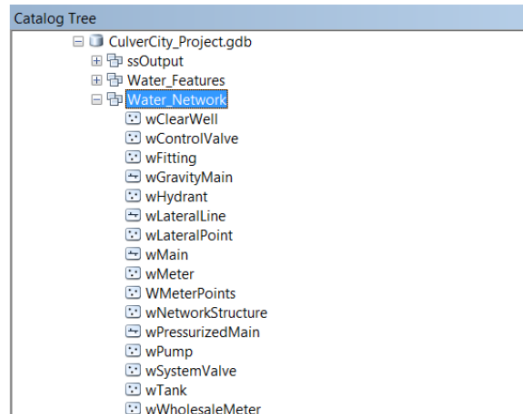 Catalog Tree
CulverCity_Project.gdb
ssOutput
Water_Features
Water_Network
wClearWell
wControlValve
wFitting
wGravityMain
wHydrant
wLateralLine
wLateralPoint
wMain
wMeter
WMeterPoints
wNetworkStructure
wPressurizedMain
wPump
wSystemValve
wTank
wWholesaleMeter